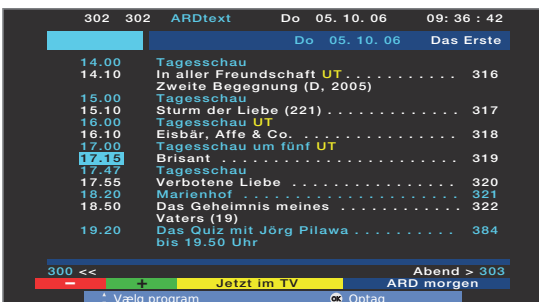 302 302 ARDtext Do 05. 10. 06 09: 36 : 42
Do 05. 10. 06 Das Erste
14.00 Tagesschau
14.10 In aller Freundschaft UT. . . . . . . . . . . 316
Zweite Begegnung (D, 2005)
15.00 Tagesschau
15.10 Sturm der Liebe (221) . . . . . . . . . . . . . 317
16.00 Tagesschau UT
16.10 Eisbär, Affe & Co. . . . . . . . . . . . . . . . 318
17.00 Tagesschau um fünf UT
17.15 Brisant . . . . . . . . . . . . . . . . . . . . . . . 319
17.47 Tagesschau
17.55 Verbotene Liebe . . . . . . . . . . . . . . . . 320
18.20 Marienhof . . . . . . . . . . . . . . . . . . . . . 321
18.50 Das Geheimnis meines . . . . . . . . . . . 322
Vaters (19)
19.20 Das Quiz mit Jörg Pilawa . . . . . . . . . . 384
bis 19.50 Uhr
300 << Abend > 303
− + Jetzt im TV ARD morgen
Vælg program OK Optag